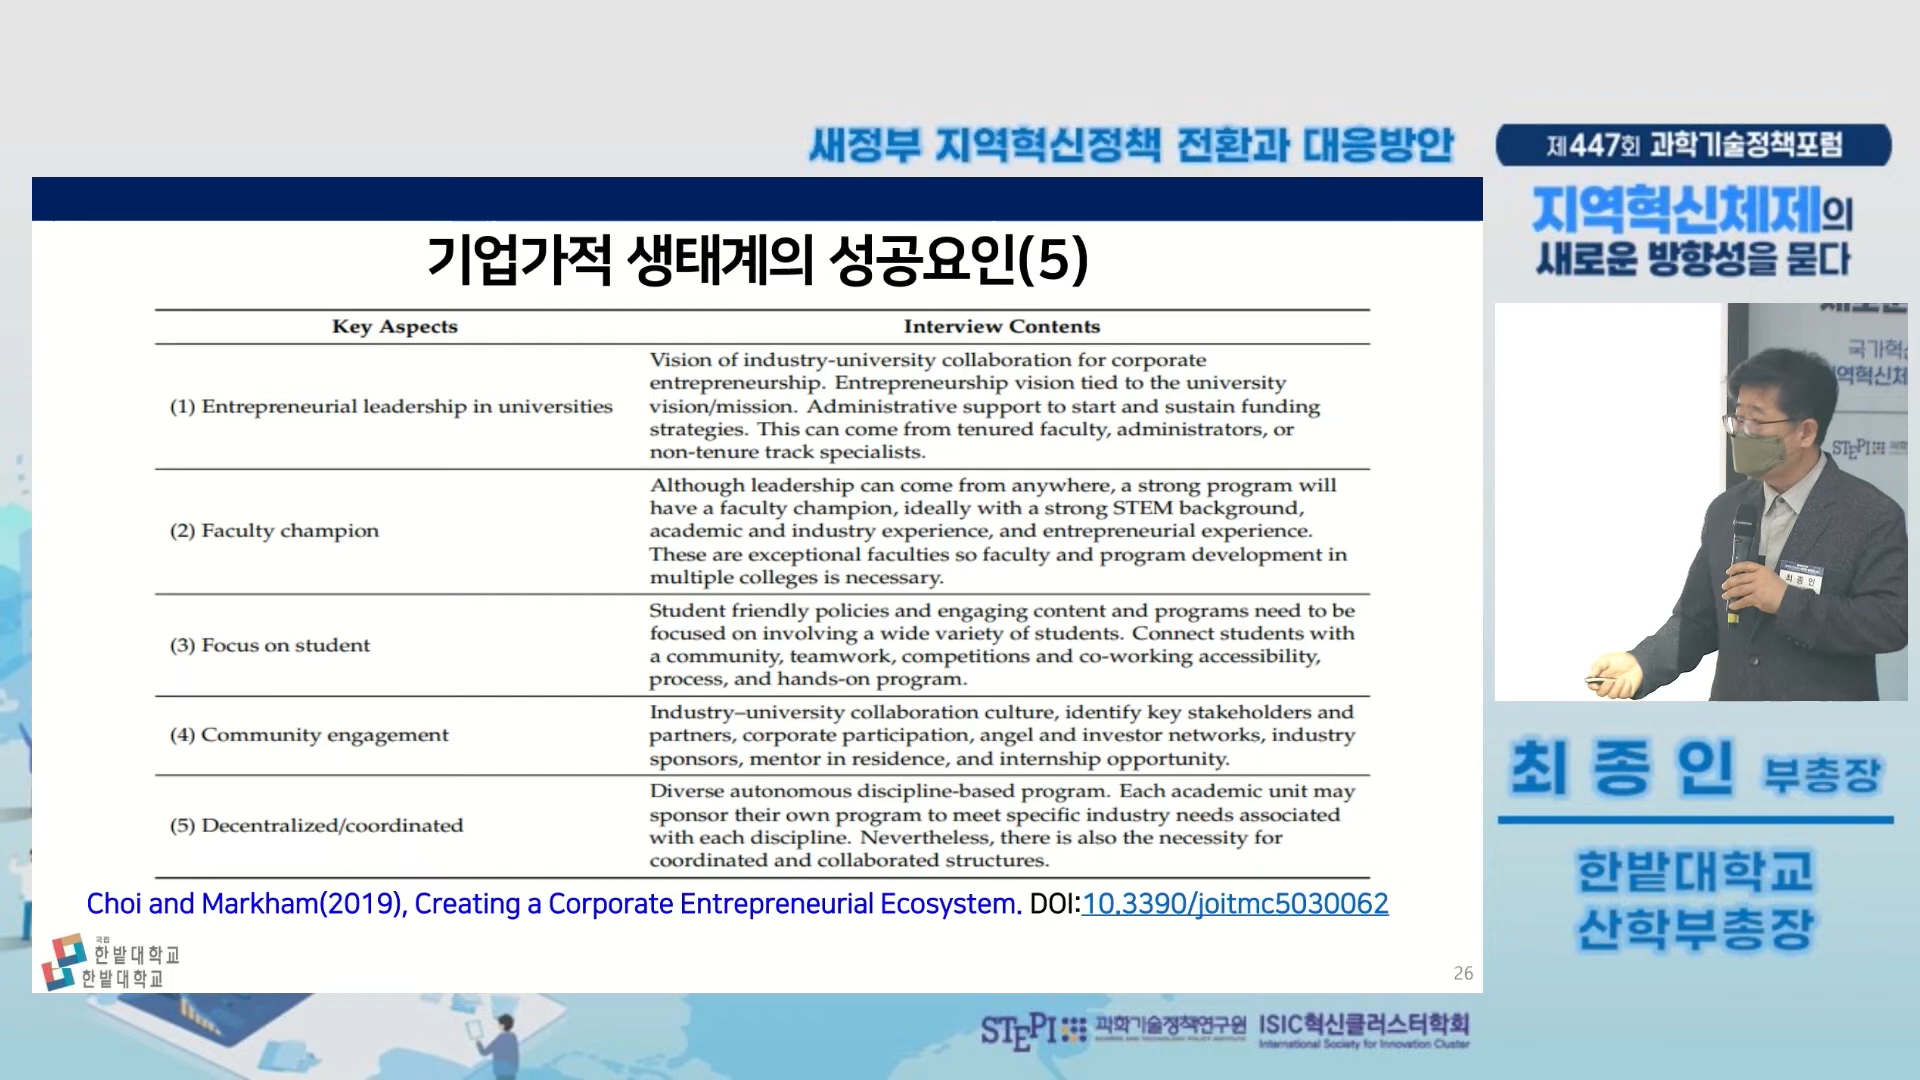 새정부 지역혁신정책 전환과 대응방안
제447회 과학기술정책포럼
지역혁신체제의
새로운 방향성을 묻다
기업가적 생태계의 성공요인(5)
Key Aspects
Interview Contents
(1) Entrepreneurial leadership in universities
Vision of industry-university collaboration for corporate
entrepreneurship. Entrepreneurship vision tied to the university
vision/mission. Administrative support to start and sustain funding
strategies. This can come from tenured faculty, administrators, or
non-tenure track specialists.
(2) Faculty champion
Although leadership can come from anywhere, a strong program will
have a faculty champion, ideally with a strong STEM background,
academic and industry experience, and entrepreneurial experience.
These are exceptional faculties so faculty and program development in
multiple colleges is necessary.
(3) Focus on student
Student friendly policies and engaging content and programs need to be
focused on involving a wide variety of students. Connect students with
a community, teamwork, competitions and co-working accessibility,
process, and hands-on program.
(4) Community engagement
Industry–university collaboration culture, identify key stakeholders and
partners, corporate participation, angel and investor networks, industry
sponsors, mentor in residence, and internship opportunity.
(5) Decentralized/coordinated
Diverse autonomous discipline-based program. Each academic unit may
sponsor their own program to meet specific industry needs associated
with each discipline. Nevertheless, there is also the necessity for
coordinated and collaborated structures.
Choi and Markham(2019), Creating a Corporate Entrepreneurial Ecosystem. DOI:10.3390/joitmc5030062
국립
한밭대학교
한밭대학교
26
STEPI
최종인
최 종 인 부총장
한밭대학교
산학부총장
STEPI 과학기술정책연구원
SCIENCE AND TECHNOLOGY POLICY INSTITUTE
ISIC혁신클러스터학회
International Society for Innovation Cluster